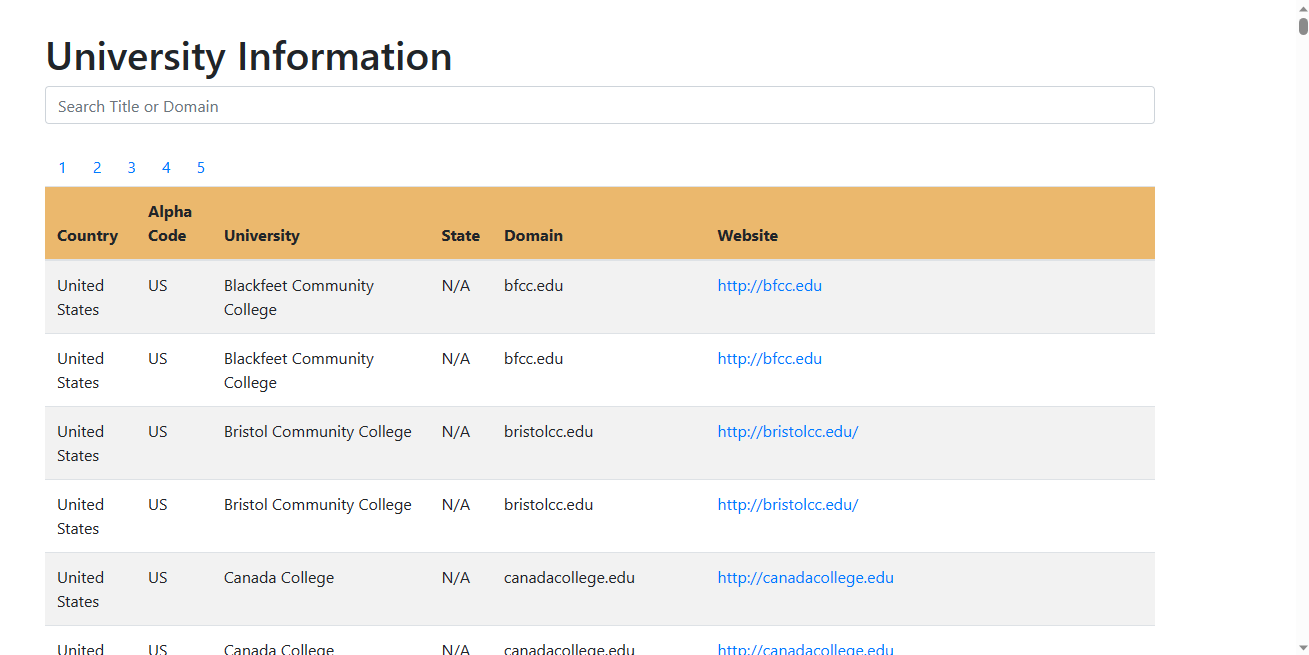 University Information
Search Title or Domain
1 2 3 4 5
Country Alpha Code University State Domain Website
United States US Blackfeet Community College N/A bfcc.edu http://bfcc.edu
United States US Blackfeet Community College N/A bfcc.edu http://bfcc.edu
United States US Bristol Community College N/A bristolcc.edu http://bristolcc.edu/
United States US Bristol Community College N/A bristolcc.edu http://bristolcc.edu/
United States US Canada College N/A canadacollege.edu http://canadacollege.edu
United US Canada College N/A canadacollege.edu http://canadacollege.edu